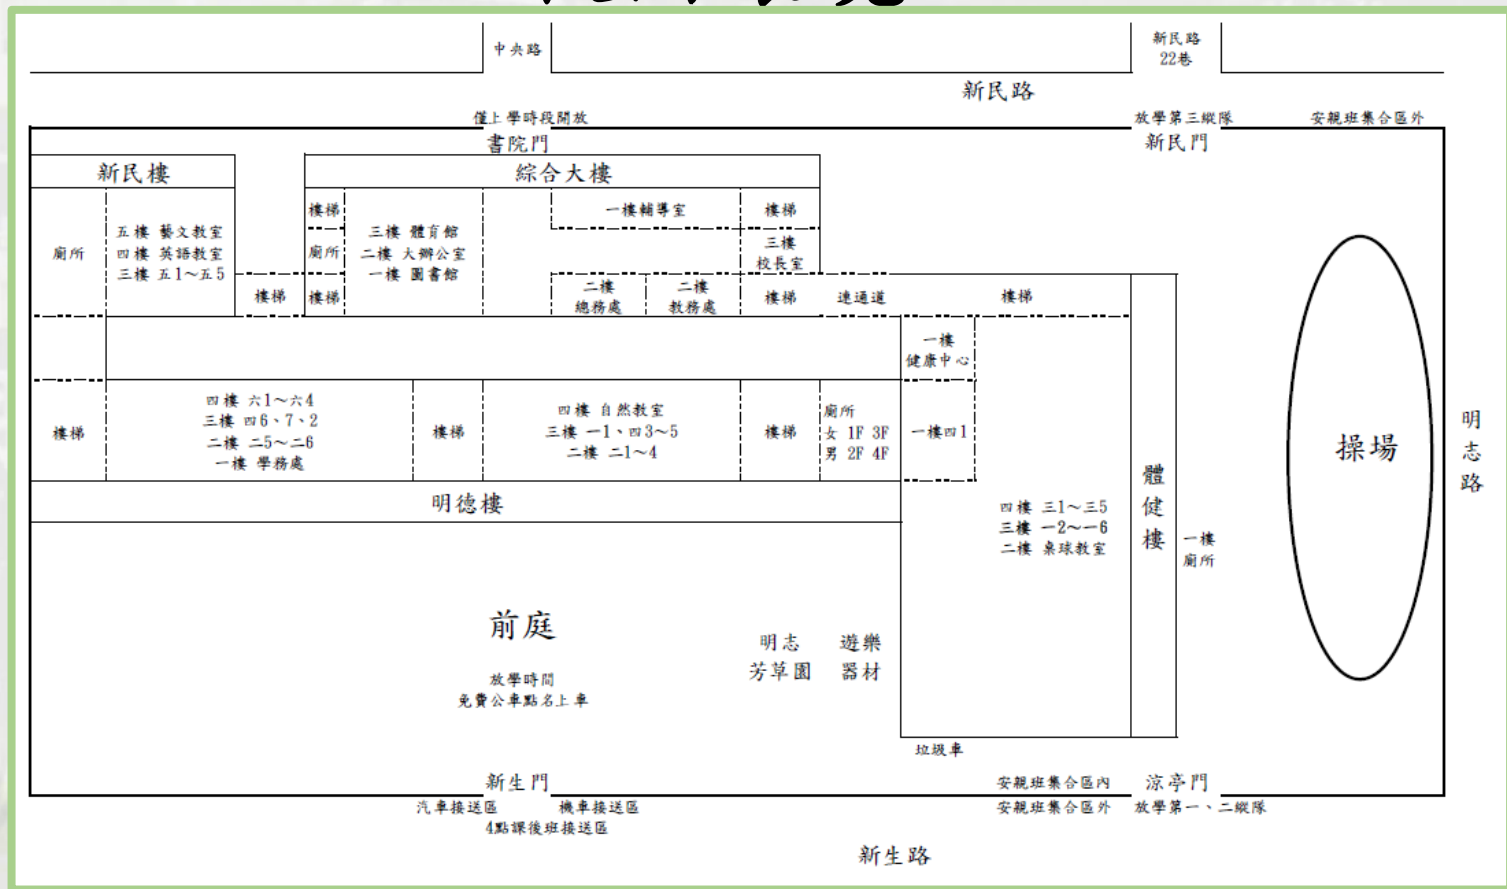 中央路
新民路
22巷
新民路
僅上學時段開放
放學第三縱隊
安親班集合區外
書院門
新民門
新民樓
綜合大樓
廁所
五樓 藝文教室
四樓 英語教室
三樓 五1～五5
樓梯
樓梯
廁所
樓梯
三樓 體育館
二樓 大辦公室
一樓 圖書館
一樓輔導室
樓梯
三樓
校長室
二樓
總務處
二樓
教務處
樓梯
連通道
樓梯
一樓
健康中心
樓梯
四樓 六1～六4
三樓 四6、7、2
二樓 二5～二6
一樓 學務處
樓梯
四樓 自然教室
三樓 一1、四3～5
二樓 二1～4
樓梯
廁所
女 1F 3F
男 2F 4F
一樓四1
明德樓
四樓 三1～三5
三樓 一2～一6
二樓 桌球教室
體健樓
一樓
廁所
操場
明志路
前庭
放學時間
免費公車點名上車
明志
芳草園
遊樂
器材
垃圾車
新生門
安親班集合區內
涼亭門
汽車接送區
機車接送區
4點課後班接送區
安親班集合區外
放學第一、二縱隊
新生路